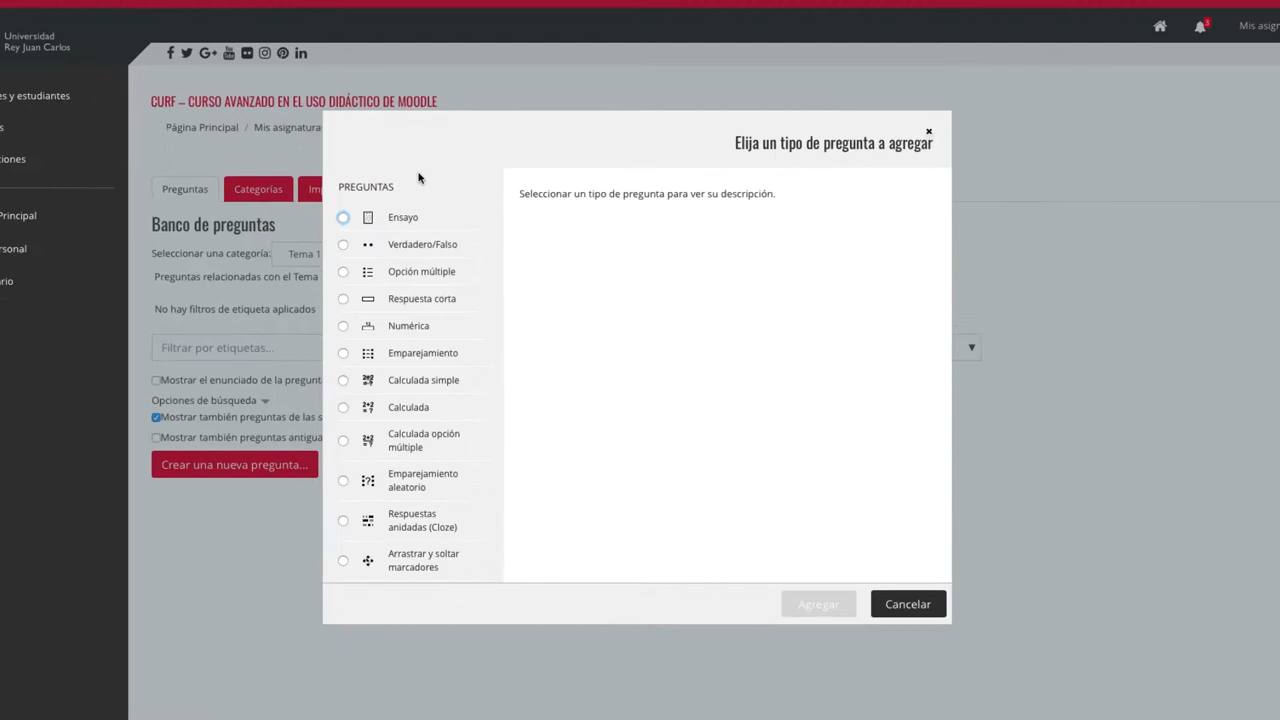 Universidad
Rey Juan Carlos
Mis asign
es y estudiantes
s
iones
Principal
rsonal
rio
CURF – CURSO AVANZADO EN EL USO DIDÁCTICO DE MOODLE
Página Principal / Mis asignatura
Preguntas
Categorías
Im
Banco de preguntas
Seleccionar una categoría:
Tema 1
Preguntas relacionadas con el Tema
No hay filtros de etiqueta aplicados
Filtrar por etiquetas...
Mostrar el enunciado de la pregunt
Opciones de búsqueda
Mostrar también preguntas de las s
Mostrar también preguntas antigua
Crear una nueva pregunta...
Elija un tipo de pregunta a agregar
PREGUNTAS
Ensayo
Verdadero/Falso
Opción múltiple
Respuesta corta
Numérica
Emparejamiento
Calculada simple
Calculada
Calculada opción
múltiple
Emparejamiento
aleatorio
Respuestas
anidadas (Cloze)
Arrastrar y soltar
marcadores
Seleccionar un tipo de pregunta para ver su descripción.
Agregar
Cancelar